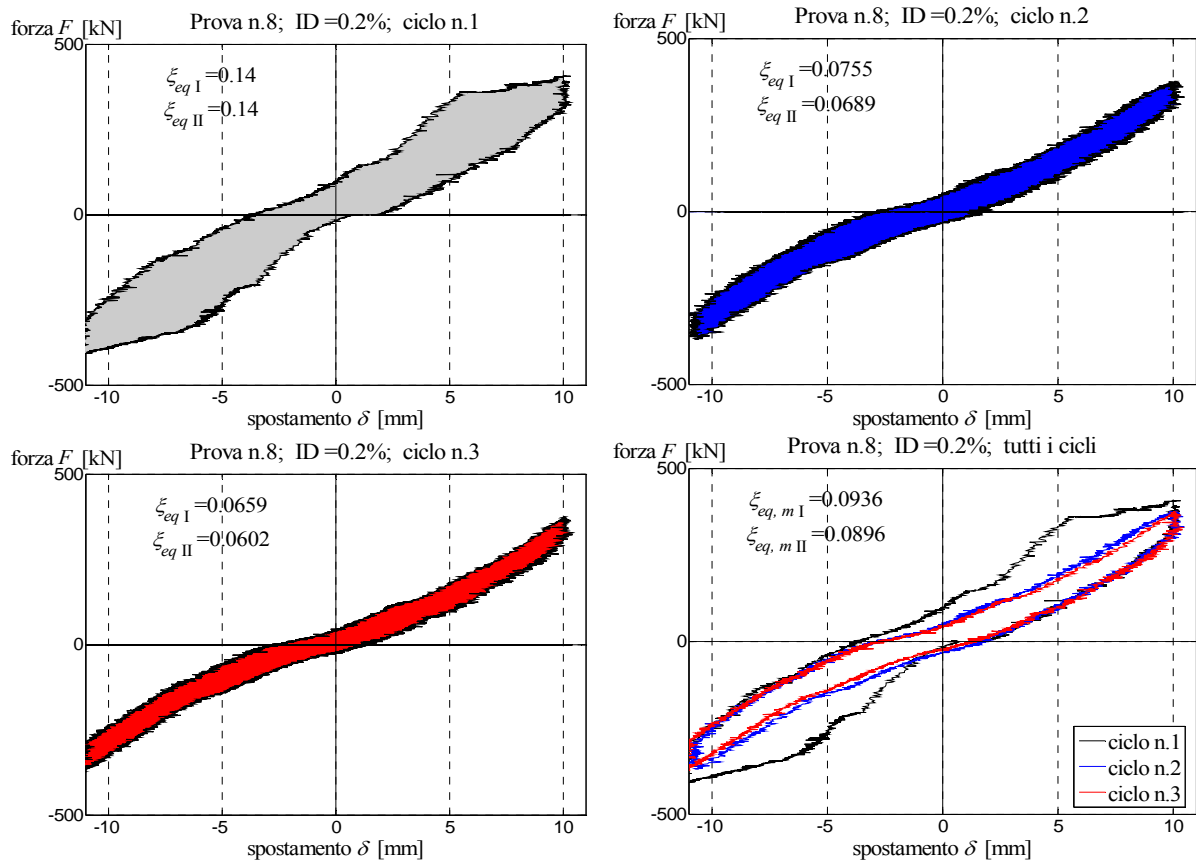 forza F [kN]
Prova n.8; ID =0.2%; ciclo n.1
500
ξeq I =0.14
ξeq II =0.14
0
-500
-10 -5 0 5 10
spostamento δ [mm]
forza F [kN]
Prova n.8; ID =0.2%; ciclo n.2
500
ξeq I =0.0755
ξeq II =0.0689
0
-500
-10 -5 0 5 10
spostamento δ [mm]
forza F [kN]
Prova n.8; ID =0.2%; ciclo n.3
500
ξeq I =0.0659
ξeq II =0.0602
0
-500
-10 -5 0 5 10
spostamento δ [mm]
forza F [kN]
Prova n.8; ID =0.2%; tutti i cicli
500
ξeq, m I =0.0936
ξeq, m II =0.0896
0
-500
-10 -5 0 5 10
spostamento δ [mm]
ciclo n.1
ciclo n.2
ciclo n.3